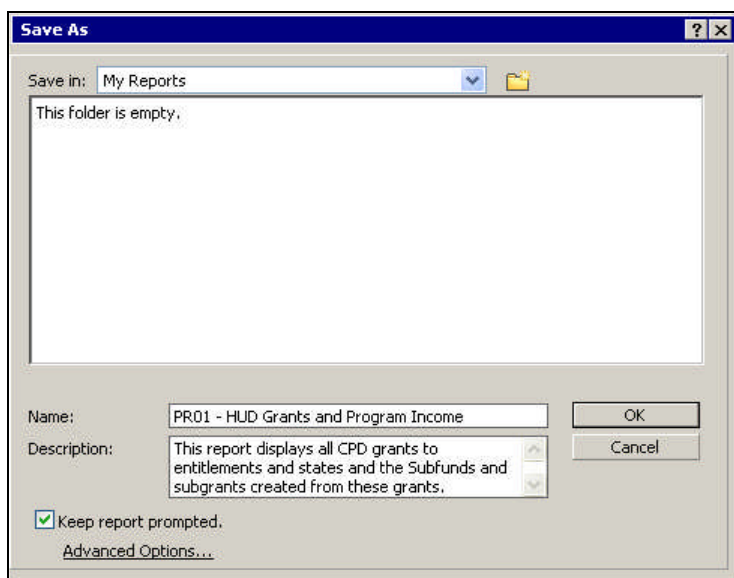 Save As
Save in: My Reports
This folder is empty.
Name: PR01 - HUD Grants and Program Income OK
Description: This report displays all CPD grants to Cancel
entitlements and states and the Subfunds and
subgrants created from these grants.
Keep report prompted.
Advanced Options...